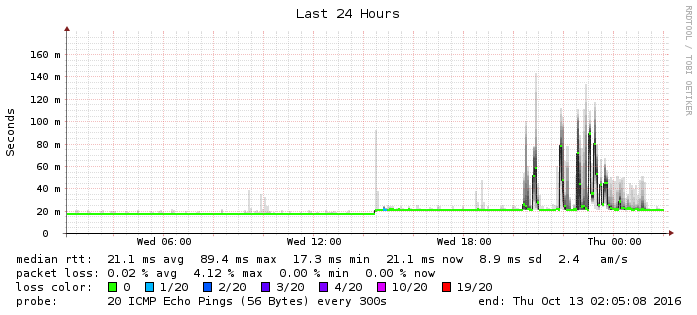 Last 24 Hours
RRDTOOL / TOBI OETIKER
Seconds
160 m
140 m
120 m
100 m
80 m
60 m
40 m
20 m
0
Wed 06:00 Wed 12:00 Wed 18:00 Thu 00:00
median rtt: 21.1 ms avg 89.4 ms max 17.3 ms min 21.1 ms now 8.9 ms sd 2.4 am/s
packet loss: 0.02 % avg 4.12 % max 0.00 % min 0.00 % now
loss color: 0 1/20 2/20 3/20 4/20 10/20 19/20
probe: 20 ICMP Echo Pings (56 Bytes) every 300s end: Thu Oct 13 02:05:08 2016